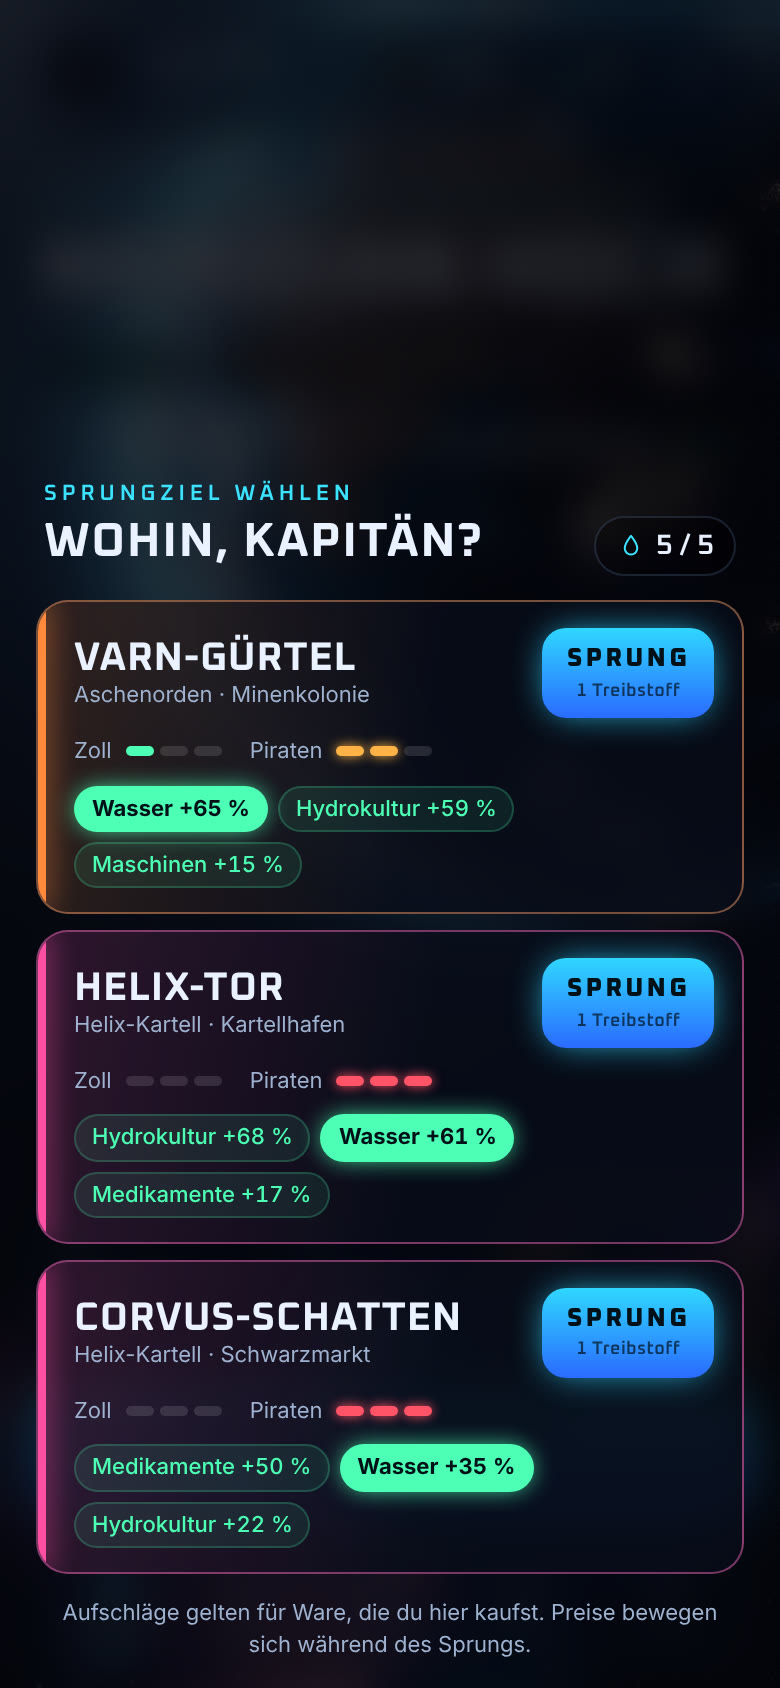 SPRUNGZIEL WÄHLEN
WOHIN, KAPITÄN?
5/5
VARN-GÜRTEL
Aschenorden · Minenkolonie
SPRUNG
1 Treibstoff
Zoll Piraten
Wasser +65 % Hydrokultur +59 %
Maschinen +15 %
HELIX-TOR
Helix-Kartell · Kartellhafen
SPRUNG
1 Treibstoff
Zoll Piraten
Hydrokultur +68 % Wasser +61 %
Medikamente +17 %
CORVUS-SCHATTEN
Helix-Kartell · Schwarzmarkt
SPRUNG
1 Treibstoff
Zoll Piraten
Medikamente +50 % Wasser +35 %
Hydrokultur +22 %
Aufschläge gelten für Ware, die du hier kaufst. Preise bewegen
sich während des Sprungs.